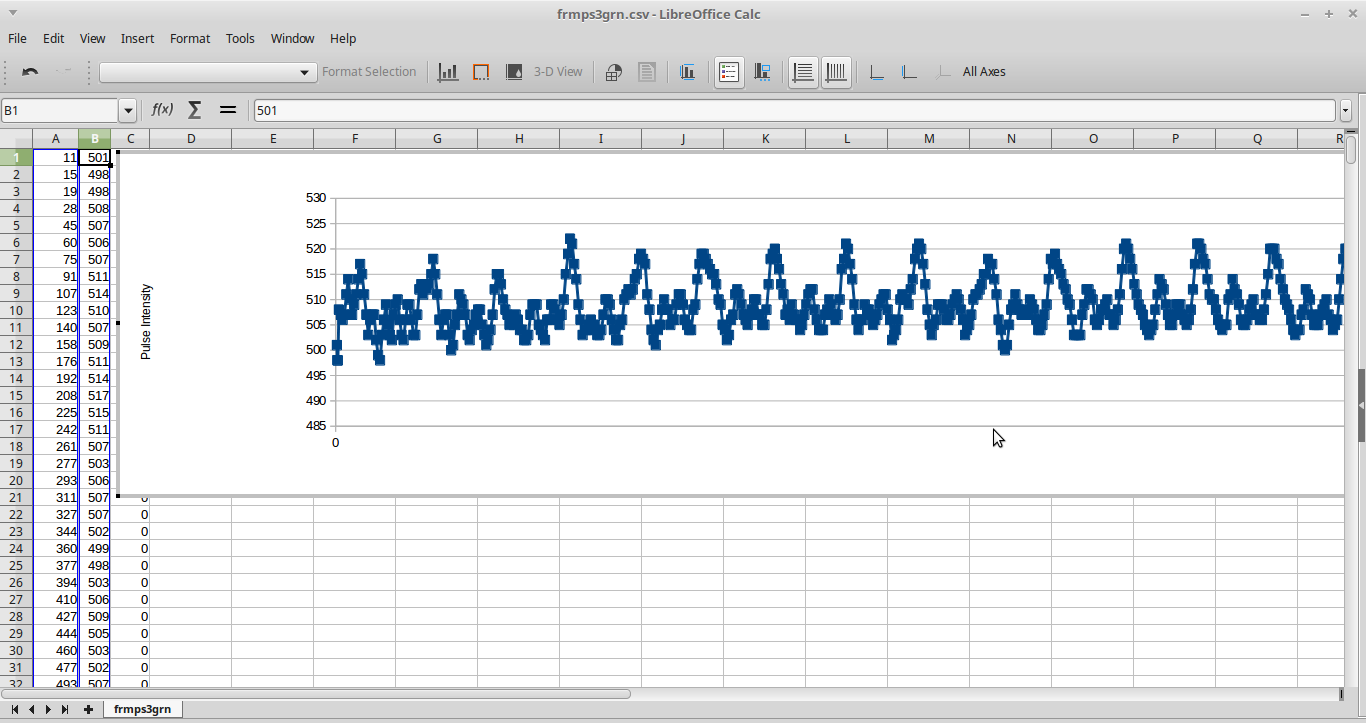 frmps3grn.csv - LibreOffice Calc
File Edit View Insert Format Tools Window Help
Format Selection 3-D View All Axes
B1 f(x) Σ = 501
A B C D E F G H I J K L M N O P Q R
1 11 501
2 15 498
3 19 498
4 28 508
5 45 507
6 60 506
7 75 507
8 91 511
9 107 514
10 123 510
11 140 507
12 158 509
13 176 511
14 192 514
15 208 517
16 225 515
17 242 511
18 261 507
19 277 503
20 293 506
21 311 507 0
22 327 507 0
23 344 502 0
24 360 499 0
25 377 498 0
26 394 503 0
27 410 506 0
28 427 509 0
29 444 505 0
30 460 503 0
31 477 502 0
32 493 507 0
Pulse Intensity
530
525
520
515
510
505
500
495
490
485
0
frmps3grn